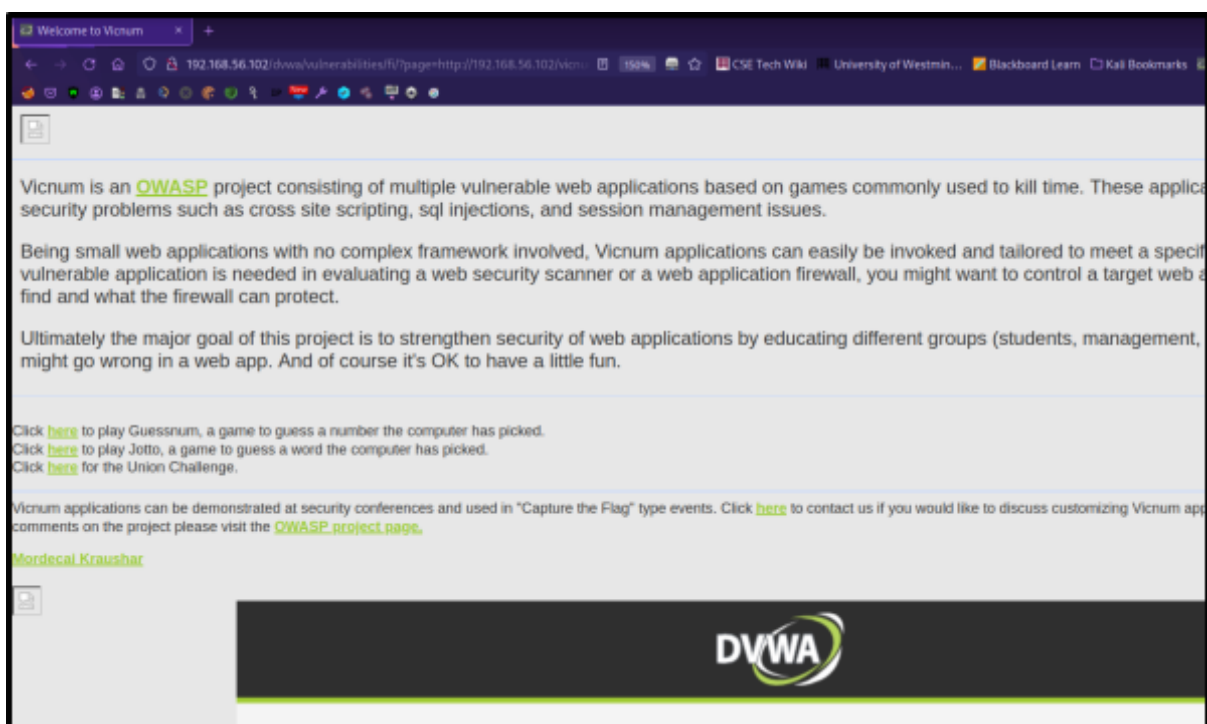 Welcome to Vicnum
192.168.56.102/dvwa/vulnerabilities/fi/?page=http://192.168.56.102/vicn
150%
CSE Tech Wiki
University of Westmin...
Blackboard Learn
Kali Bookmarks
New
Vicnum is an OWASP project consisting of multiple vulnerable web applications based on games commonly used to kill time. These applica
security problems such as cross site scripting, sql injections, and session management issues.
Being small web applications with no complex framework involved, Vicnum applications can easily be invoked and tailored to meet a specif
vulnerable application is needed in evaluating a web security scanner or a web application firewall, you might want to control a target web a
find and what the firewall can protect.
Ultimately the major goal of this project is to strengthen security of web applications by educating different groups (students, management,
might go wrong in a web app. And of course it's OK to have a little fun.
Click here to play Guessnum, a game to guess a number the computer has picked.
Click here to play Jotto, a game to guess a word the computer has picked.
Click here for the Union Challenge.
Vicnum applications can be demonstrated at security conferences and used in "Capture the Flag" type events. Click here to contact us if you would like to discuss customizing Vicnum app
comments on the project please visit the OWASP project page.
Mordecai Kraushar
DVWA